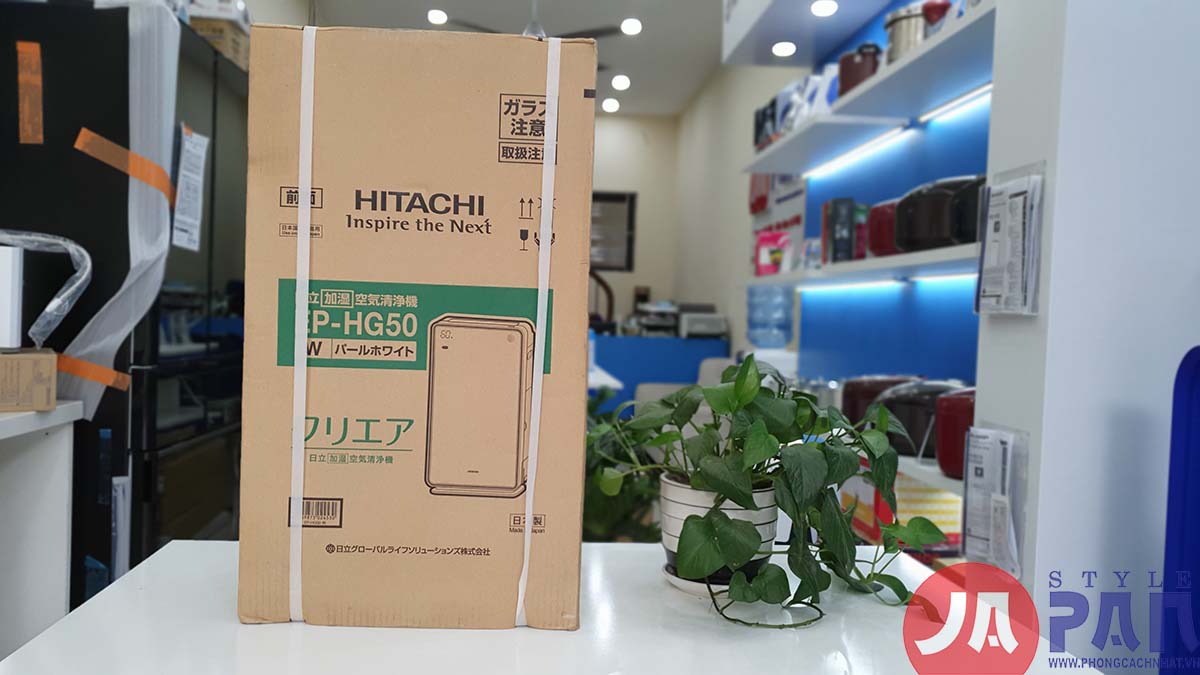 ガラス
注意
取扱注意
前面
HITACHI
Inspire the Next
日立 加湿 空気清浄機
EP-HG50
W パールホワイト
60.
クリエア
日立 加湿 空気清浄機
日本製
Made in Japan
日立グローバルライフソリューションズ株式会社
STYLE
JAPAN
WWW.PHONGCACHNHAT.VN